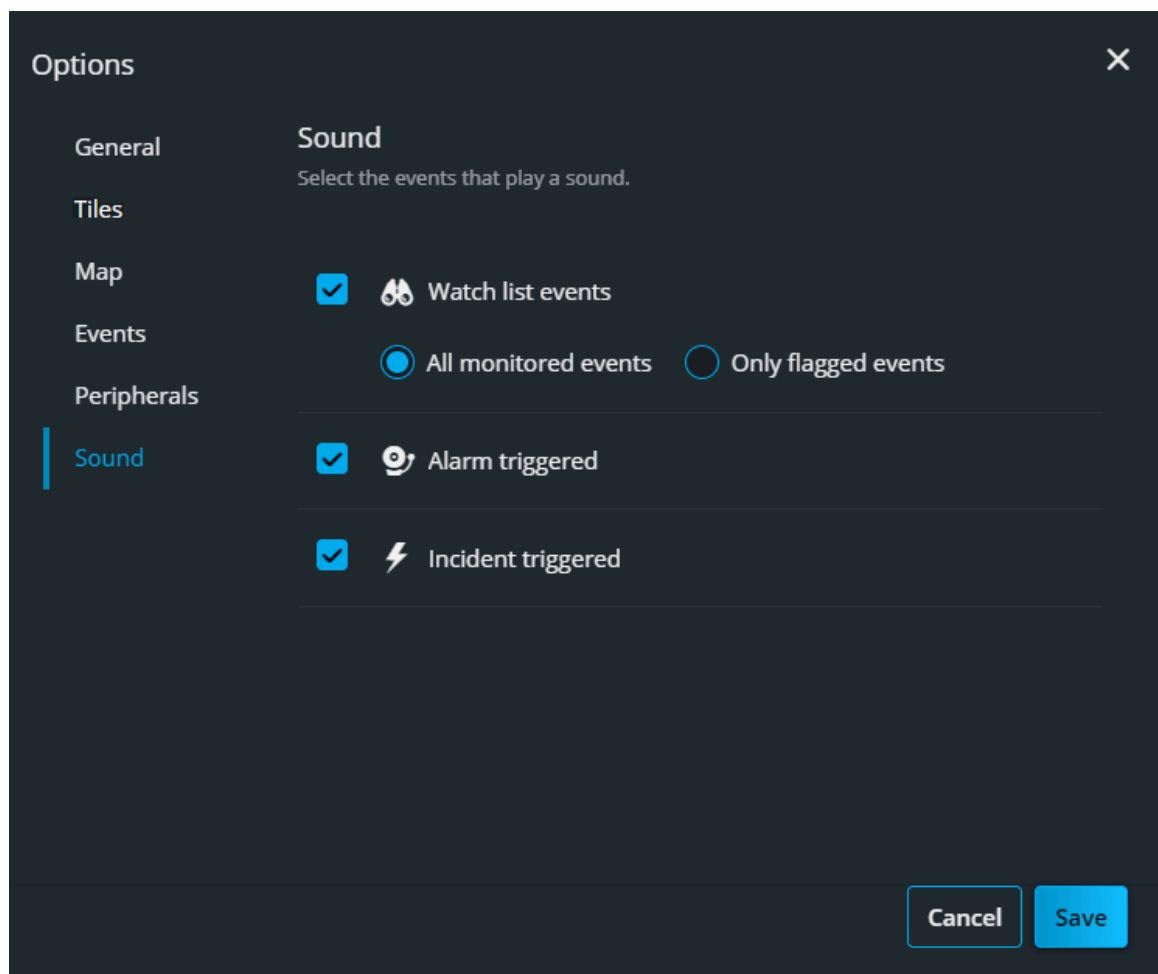 Options
General
Tiles
Map
Events
Peripherals
Sound
Sound
Select the events that play a sound.
Watch list events
All monitored events
Only flagged events
Alarm triggered
Incident triggered
Cancel
Save